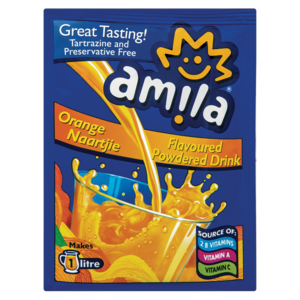 Great Tasting!
Tartrazine and
Preservative Free
amila
Orange
Naartjie
Flavoured
Powdered Drink
SOURCE OF:
2 B VITAMINS
VITAMIN A
VITAMIN C
Makes
1 litre